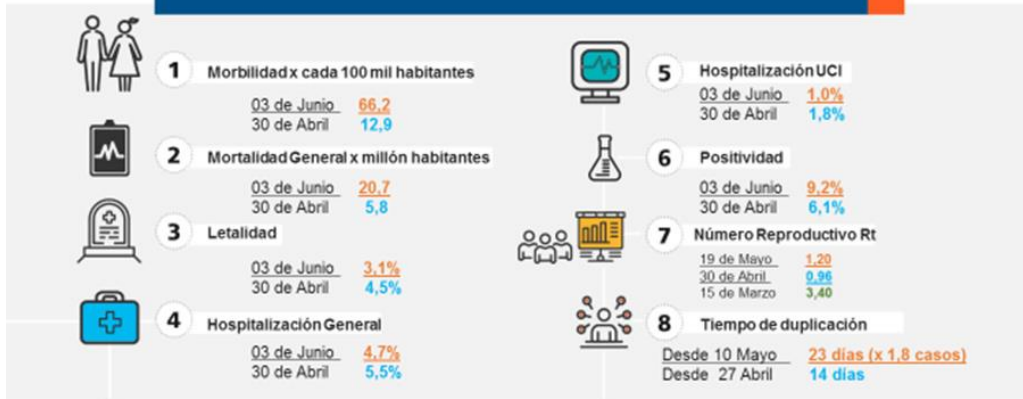 1 Morbilidad x cada 100 mil habitantes
03 de Junio 66,2
30 de Abril 12,9
2 Mortalidad General x millón habitantes
03 de Junio 20,7
30 de Abril 5,8
3 Letalidad
03 de Junio 3,1%
30 de Abril 4,5%
4 Hospitalización General
03 de Junio 4,7%
30 de Abril 5,5%
5 Hospitalización UCI
03 de Junio 1,0%
30 de Abril 1,8%
6 Positividad
03 de Junio 9,2%
30 de Abril 6,1%
7 Número Reproductivo Rt
19 de Mayo 1,20
30 de Abril 0,96
15 de Marzo 3,40
8 Tiempo de duplicación
Desde 10 Mayo 23 días (x 1,8 casos)
Desde 27 Abril 14 días